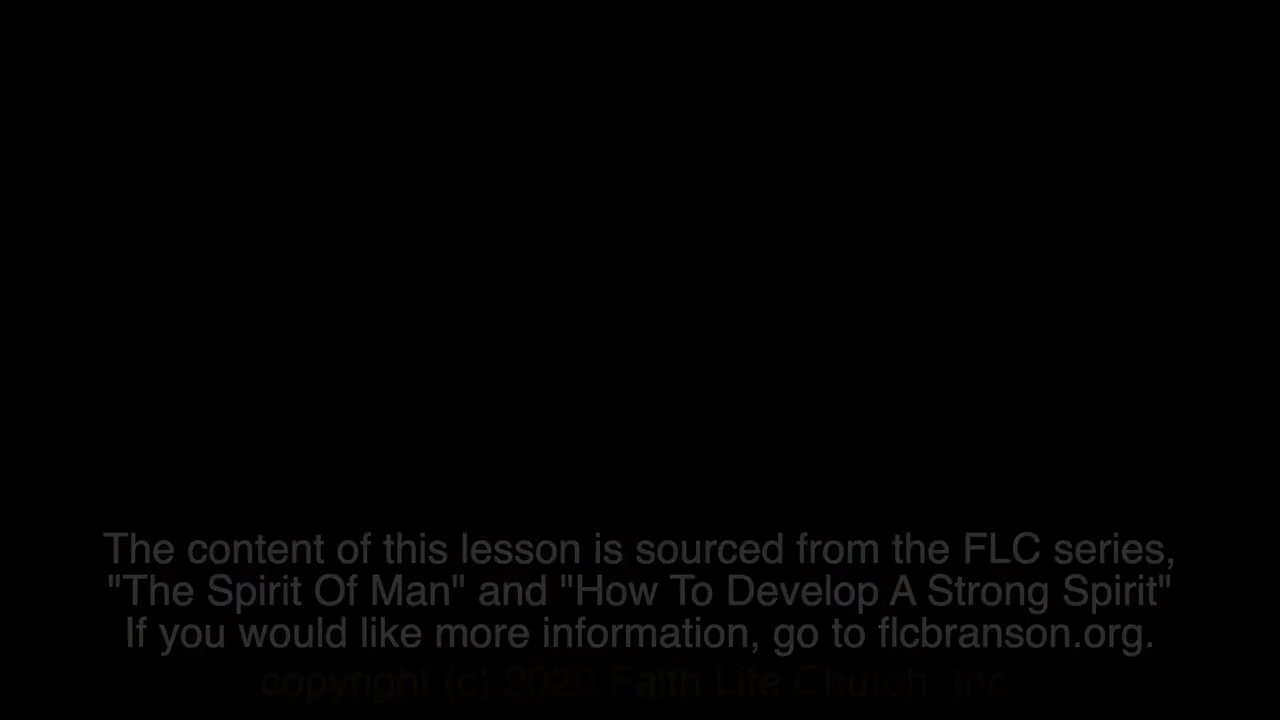 The content of this lesson is sourced from the FLC series,
"The Spirit Of Man" and "How To Develop A Strong Spirit"
If you would like more information, go to flcbranson.org.
copyright (c) 2020 Faith Life Church, Inc.